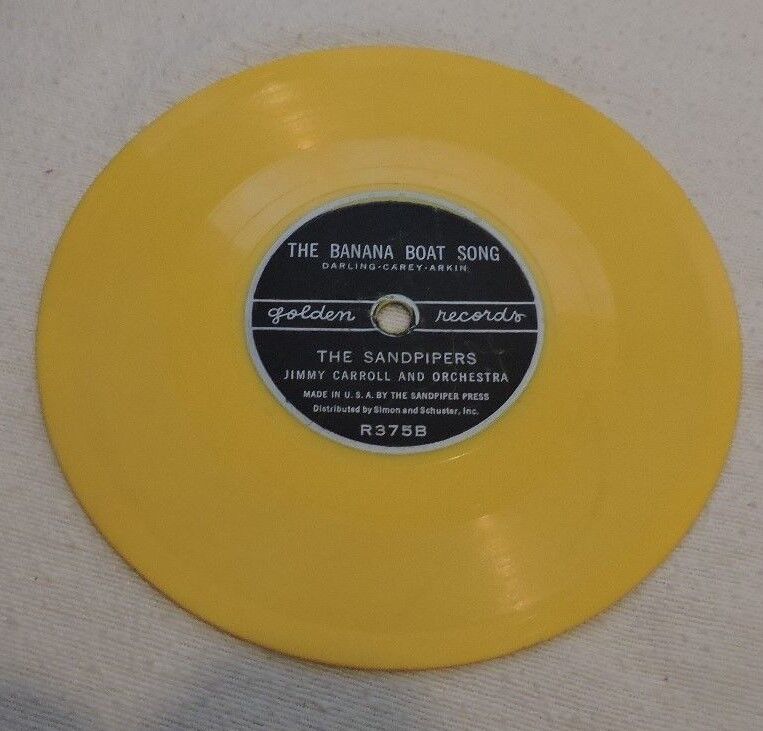 THE BANANA BOAT SONG
DARLING-CAREY-ARKIN
golden records
THE SANDPIPERS
JIMMY CARROLL AND ORCHESTRA
MADE IN U.S.A. BY THE SANDPIPER PRESS
Distributed by Simon and Schuster, Inc.
R375B